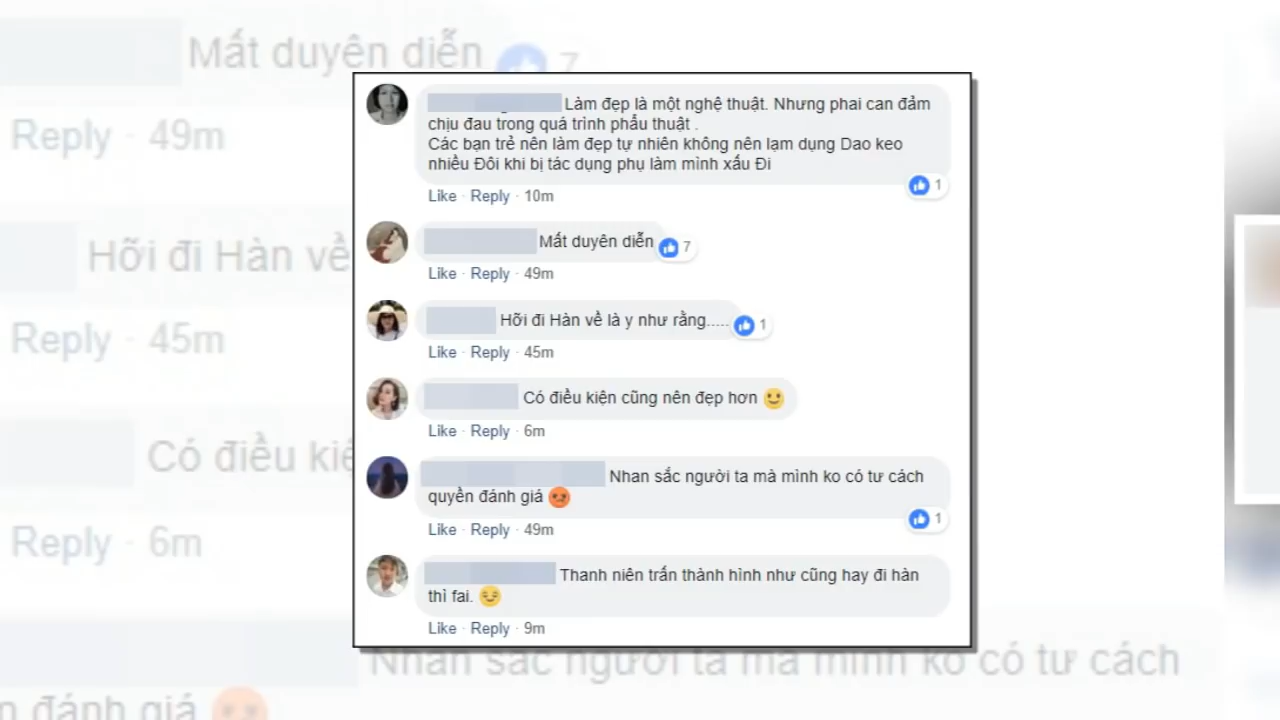 Mất duyên diễn 7
Reply · 49m
Hỡi đi Hàn về
Reply · 45m
Có điều
Reply · 6m
Nhan sắc người ta mà mình ko có tư cách
đánh giá 😡
Làm đẹp là một nghệ thuật. Nhưng phai can đảm
chịu đau trong quá trình phẩu thuật .
Các bạn trẻ nên làm đẹp tự nhiên không nên lạm dụng Dao keo
nhiều Đôi khi bị tác dụng phụ làm mình xấu Đi
1
Like · Reply · 10m
Mất duyên diễn 7
Like · Reply · 49m
Hỡi đi Hàn về là y như rằng..... 1
Like · Reply · 45m
Có điều kiện cũng nên đẹp hơn 🙂
Like · Reply · 6m
Nhan sắc người ta mà mình ko có tư cách
quyền đánh giá 😡
1
Like · Reply · 49m
Thanh niên trấn thành hình như cũng hay đi hàn
thì fai. 😏
Like · Reply · 9m